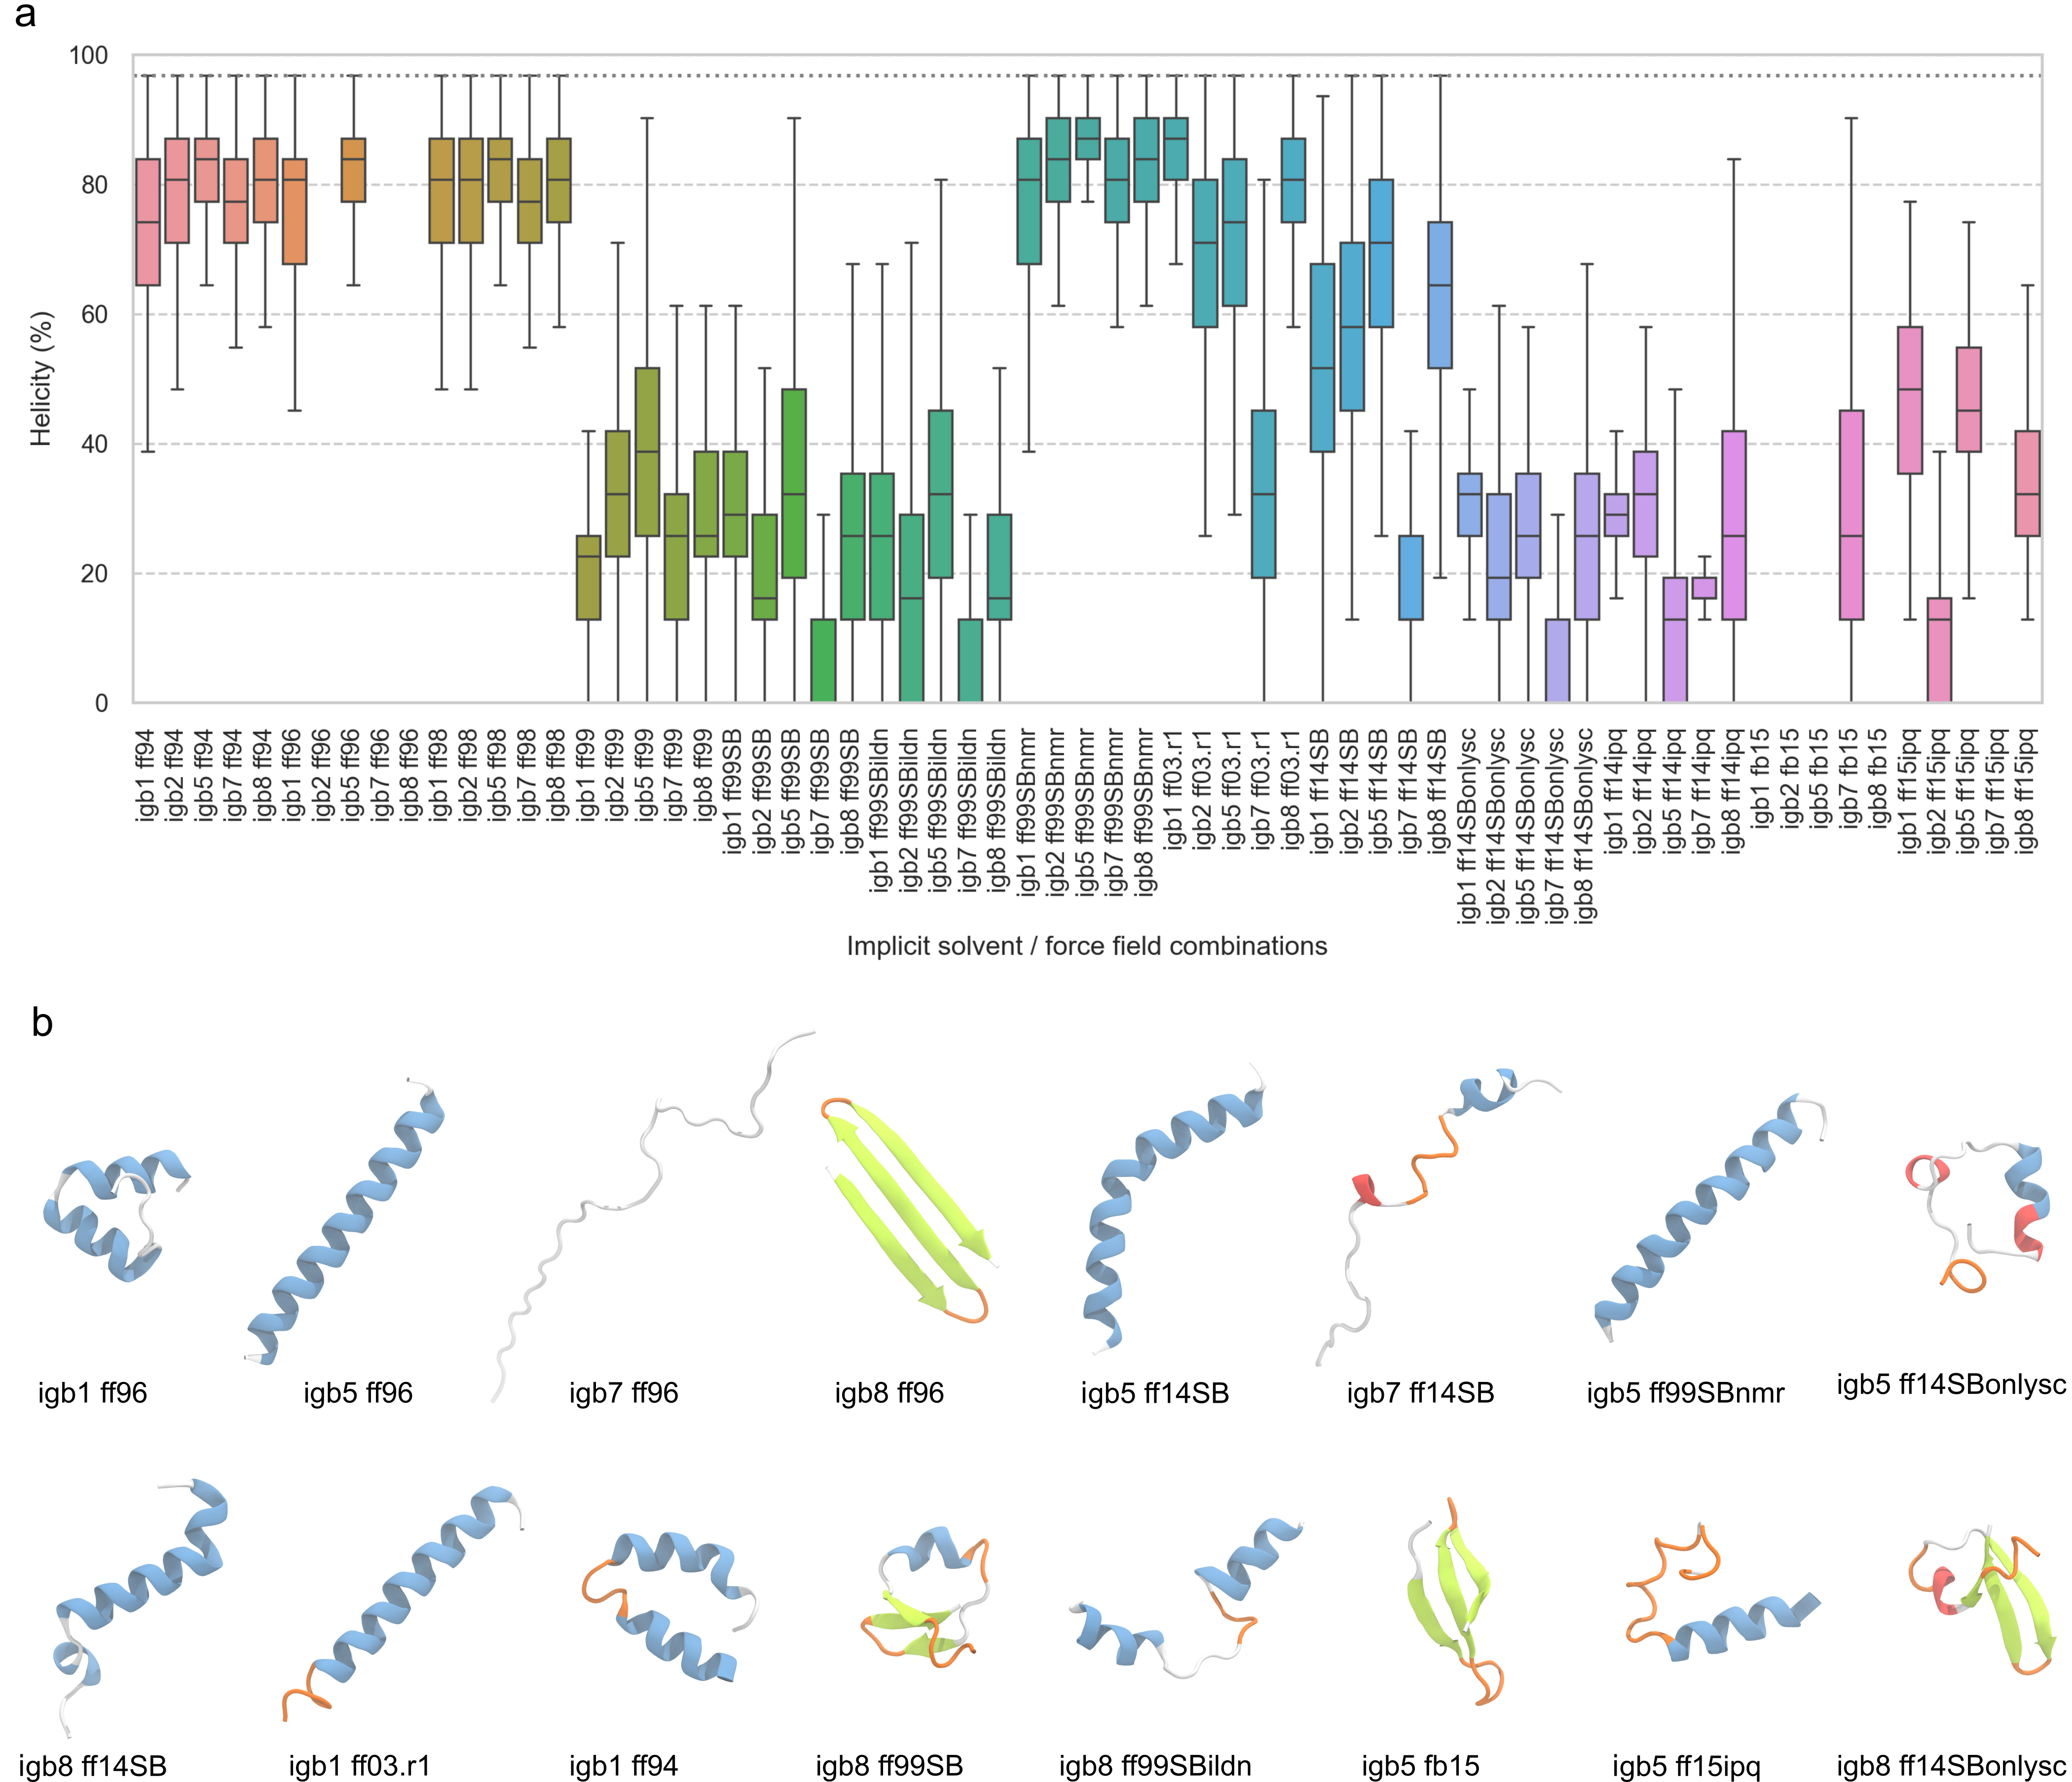 a
100
80
60
40
20
0
Helicity (%)
igb1 ff94
igb2 ff94
igb5 ff94
igb7 ff94
igb8 ff94
igb1 ff96
igb2 ff96
igb5 ff96
igb7 ff96
igb8 ff96
igb1 ff98
igb2 ff98
igb5 ff98
igb7 ff98
igb8 ff98
igb1 ff99
igb2 ff99
igb5 ff99
igb7 ff99
igb8 ff99
igb1 ff99SB
igb2 ff99SB
igb5 ff99SB
igb7 ff99SB
igb8 ff99SB
igb1 ff99SBildn
igb2 ff99SBildn
igb5 ff99SBildn
igb7 ff99SBildn
igb8 ff99SBildn
igb1 ff99SBnmr
igb2 ff99SBnmr
igb5 ff99SBnmr
igb7 ff99SBnmr
igb8 ff99SBnmr
igb1 ff03.r1
igb2 ff03.r1
igb5 ff03.r1
igb7 ff03.r1
igb8 ff03.r1
igb1 ff14SB
igb2 ff14SB
igb5 ff14SB
igb7 ff14SB
igb8 ff14SB
igb1 ff14SBonlysc
igb2 ff14SBonlysc
igb5 ff14SBonlysc
igb7 ff14SBonlysc
igb8 ff14SBonlysc
igb1 ff14ipq
igb2 ff14ipq
igb5 ff14ipq
igb7 ff14ipq
igb8 ff14ipq
igb1 fb15
igb2 fb15
igb5 fb15
igb7 fb15
igb8 fb15
igb1 ff15ipq
igb2 ff15ipq
igb5 ff15ipq
igb7 ff15ipq
igb8 ff15ipq
Implicit solvent / force field combinations
b
igb1 ff96
igb5 ff96
igb7 ff96
igb8 ff96
igb5 ff14SB
igb7 ff14SB
igb5 ff99SBnmr
igb5 ff14SBonlysc
igb8 ff14SB
igb1 ff03.r1
igb1 ff94
igb8 ff99SB
igb8 ff99SBildn
igb5 fb15
igb5 ff15ipq
igb8 ff14SBonlysc